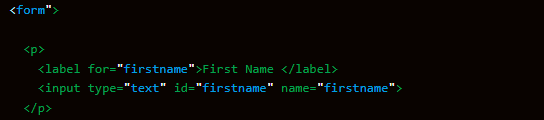 <form">
<p>
<label for="firstname">First Name </label>
<input type="text" id="firstname" name="firstname">
</p>